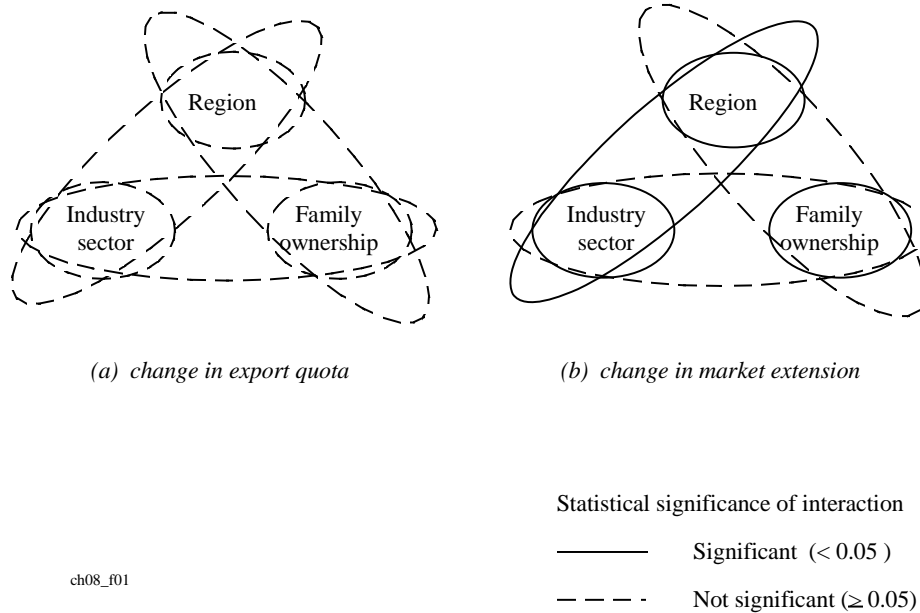 Region
Industry
sector
Family
ownership
Region
Industry
sector
Family
ownership
(a) change in export quota
(b) change in market extension
Statistical significance of interaction
Significant (< 0.05 )
Not significant (≥ 0.05)
ch08_f01